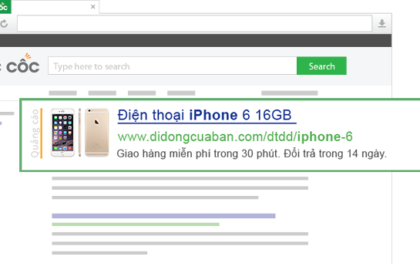 cốc
CỐC
Type here to search
Search
Quảng cáo
Điện thoại iPhone 6 16GB
www.didongcuaban.com/dtdd/iphone-6
Giao hàng miễn phí trong 30 phút. Đổi trả trong 14 ngày.